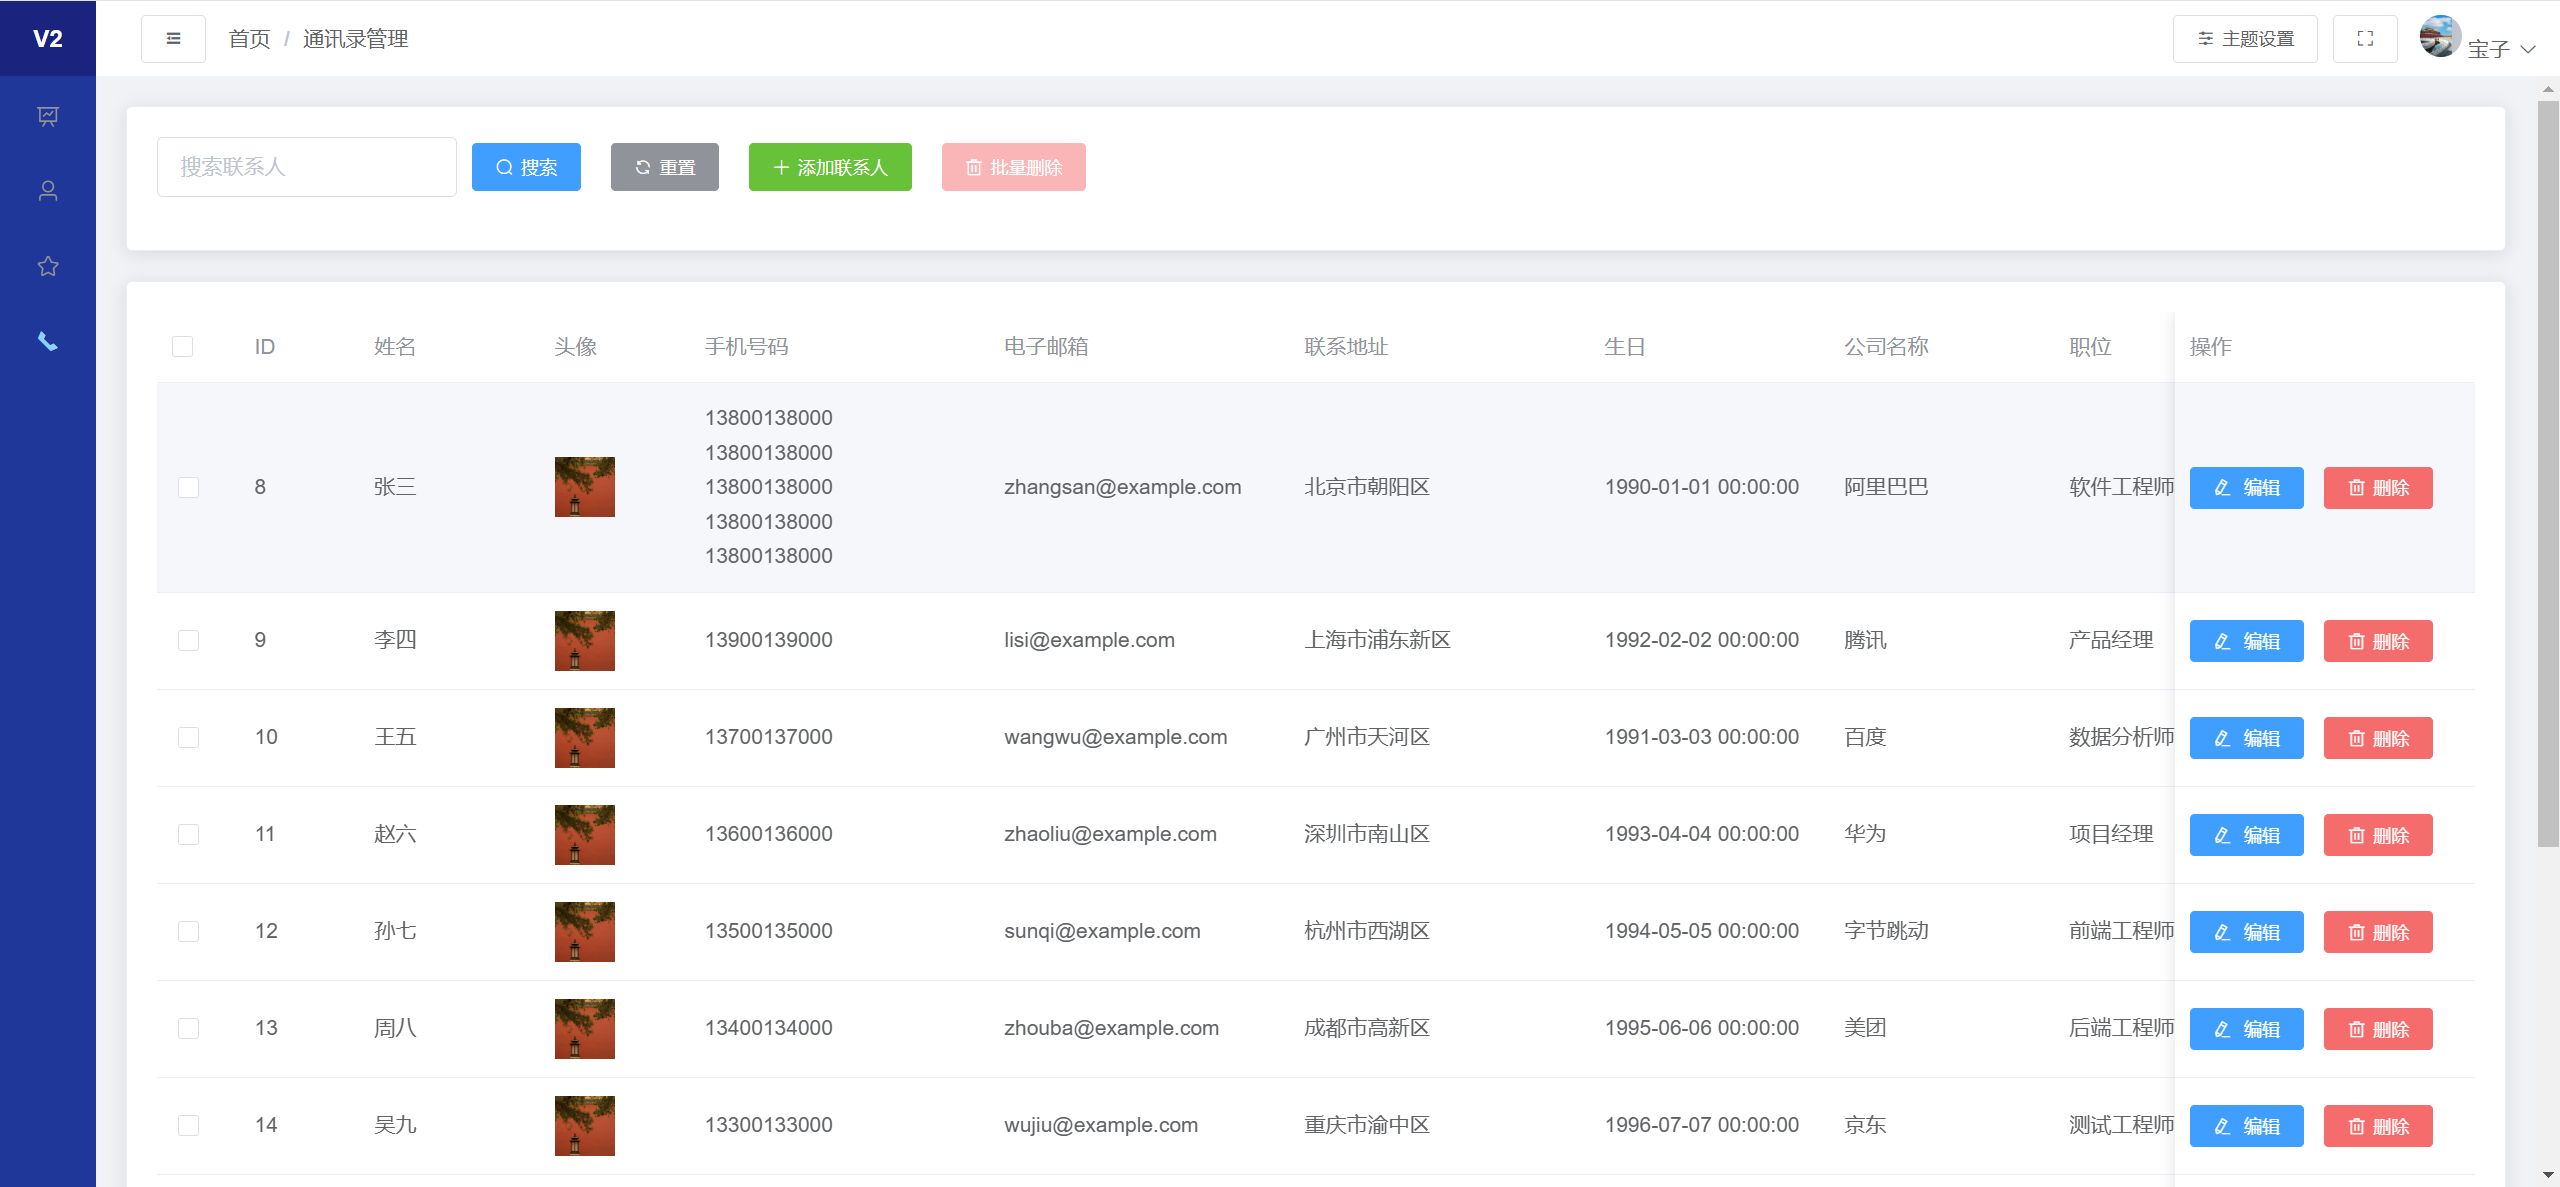 V2
首页 / 通讯录管理
主题设置
宝子
搜索联系人
搜索
重置
添加联系人
批量删除
ID 姓名 头像 手机号码 电子邮箱 联系地址 生日 公司名称 职位 操作
13800138000
13800138000
8 张三 13800138000 zhangsan@example.com 北京市朝阳区 1990-01-01 00:00:00 阿里巴巴 软件工程师 编辑 删除
13800138000
13800138000
9 李四 13900139000 lisi@example.com 上海市浦东新区 1992-02-02 00:00:00 腾讯 产品经理 编辑 删除
10 王五 13700137000 wangwu@example.com 广州市天河区 1991-03-03 00:00:00 百度 数据分析师 编辑 删除
11 赵六 13600136000 zhaoliu@example.com 深圳市南山区 1993-04-04 00:00:00 华为 项目经理 编辑 删除
12 孙七 13500135000 sunqi@example.com 杭州市西湖区 1994-05-05 00:00:00 字节跳动 前端工程师 编辑 删除
13 周八 13400134000 zhouba@example.com 成都市高新区 1995-06-06 00:00:00 美团 后端工程师 编辑 删除
14 吴九 13300133000 wujiu@example.com 重庆市渝中区 1996-07-07 00:00:00 京东 测试工程师 编辑 删除